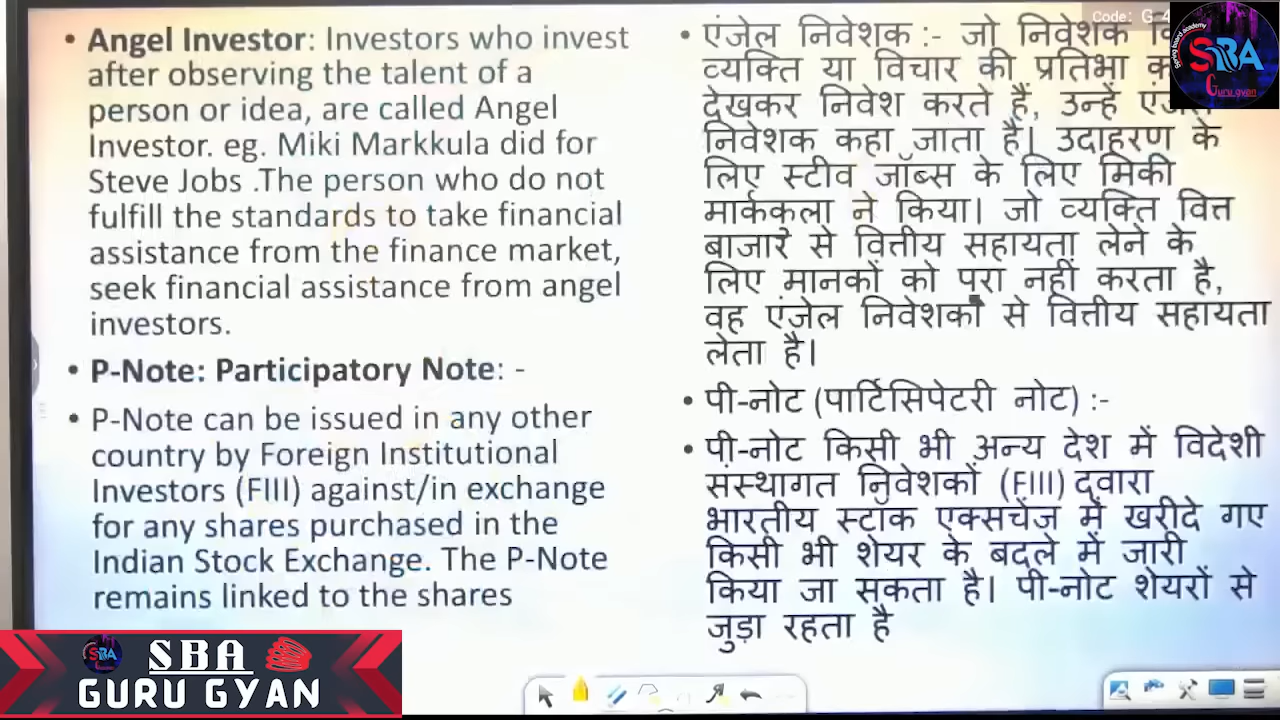 Code: G
• Angel Investor: Investors who invest
after observing the talent of a
person or idea, are called Angel
Investor. eg. Miki Markkula did for
Steve Jobs .The person who do not
fulfill the standards to take financial
assistance from the finance market,
seek financial assistance from angel
investors.
• P-Note: Participatory Note: -
• P-Note can be issued in any other
country by Foreign Institutional
Investors (FIII) against/in exchange
for any shares purchased in the
Indian Stock Exchange. The P-Note
remains linked to the shares
• एंजेल निवेशक :- जो निवेशक
व्यक्ति या विचार की प्रतिभा
देखकर निवेश करते हैं, उन्हें
निवेशक कहा जाता है। उदाहरण के
लिए स्टीव जॉब्स के लिए मिकी
मार्ककुला ने किया। जो व्यक्ति वित्त
बाजार से वित्तीय सहायता लेने के
लिए मानकों को पूरा नहीं करता है,
वह एंजेल निवेशकों से वित्तीय सहायता
लेता है।
• पी-नोट (पार्टिसिपेटरी नोट) :-
• पी-नोट किसी भी अन्य देश में विदेशी
संस्थागत निवेशकों (FIII) द्वारा
भारतीय स्टॉक एक्सचेंज में खरीदे गए
किसी भी शेयर के बदले में जारी
किया जा सकता है। पी-नोट शेयरों से
जुड़ा रहता है
SBA
Guru gyan
SBA
SBA
GURU GYAN